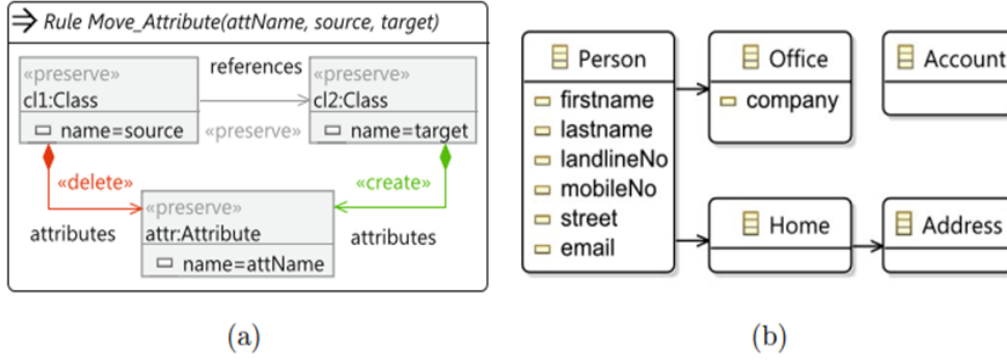 Rule Move_Attribute(attName, source, target)
«preserve»
cl1:Class
name=source
references
«preserve»
«preserve»
cl2:Class
name=target
«delete»
attributes
«create»
attributes
«preserve»
attr:Attribute
name=attName
(a)
Person
firstname
lastname
landlineNo
mobileNo
street
email
Office
company
Account
Home
Address
(b)